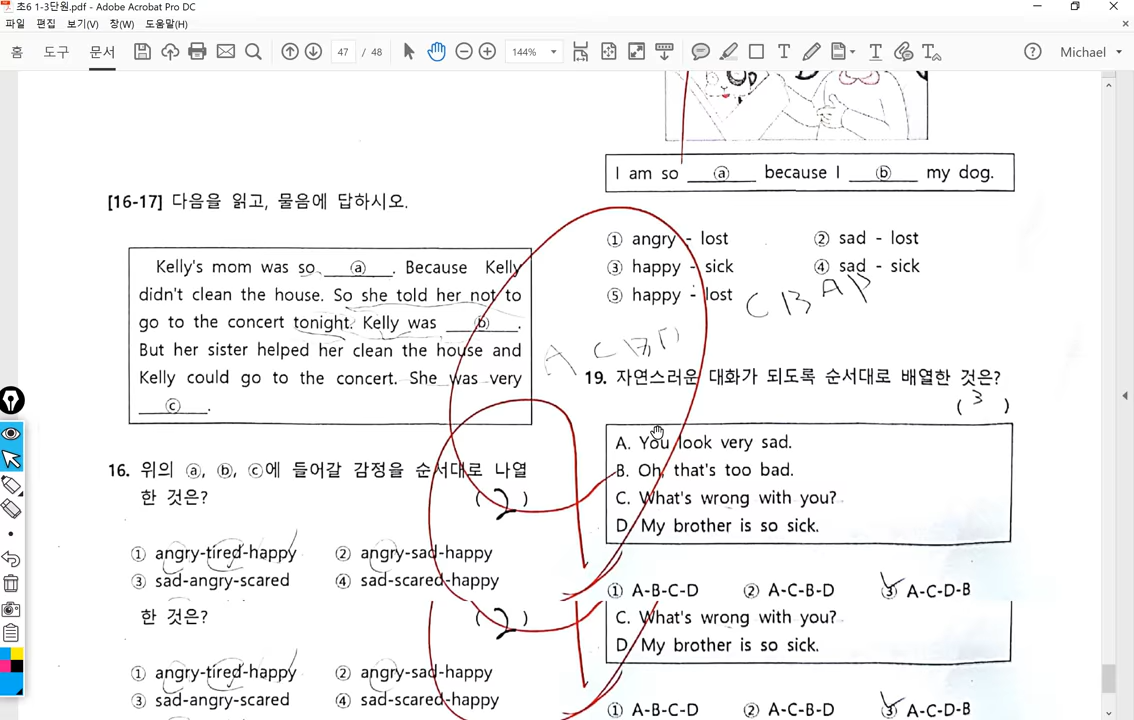 초6 1-3단원.pdf - Adobe Acrobat Pro DC
파일 편집 보기(V) 창(W) 도움말(H)
홈 도구 문서 47 / 48 144% Michael
I am so ⓐ because I ⓑ my dog.
① angry - lost ② sad - lost
③ happy - sick ④ sad - sick
⑤ happy - lost
[16-17] 다음을 읽고, 물음에 답하시오.
Kelly's mom was so ⓐ . Because Kelly
didn't clean the house. So she told her not to
go to the concert tonight. Kelly was ⓑ .
But her sister helped her clean the house and
Kelly could go to the concert. She was very
ⓒ .
16. 위의 ⓐ, ⓑ, ⓒ에 들어갈 감정을 순서대로 나열
한 것은? ( 2 )
① angry-tired-happy ② angry-sad-happy
③ sad-angry-scared ④ sad-scared-happy
한 것은? ( 2 )
① angry-tired-happy ② angry-sad-happy
③ sad-angry-scared ④ sad-scared-happy
19. 자연스러운 대화가 되도록 순서대로 배열한 것은?
( 3 )
A. You look very sad.
B. Oh, that's too bad.
C. What's wrong with you?
D. My brother is so sick.
① A-B-C-D ② A-C-B-D ③ A-C-D-B
C. What's wrong with you?
D. My brother is so sick.
① A-B-C-D ② A-C-B-D ③ A-C-D-B